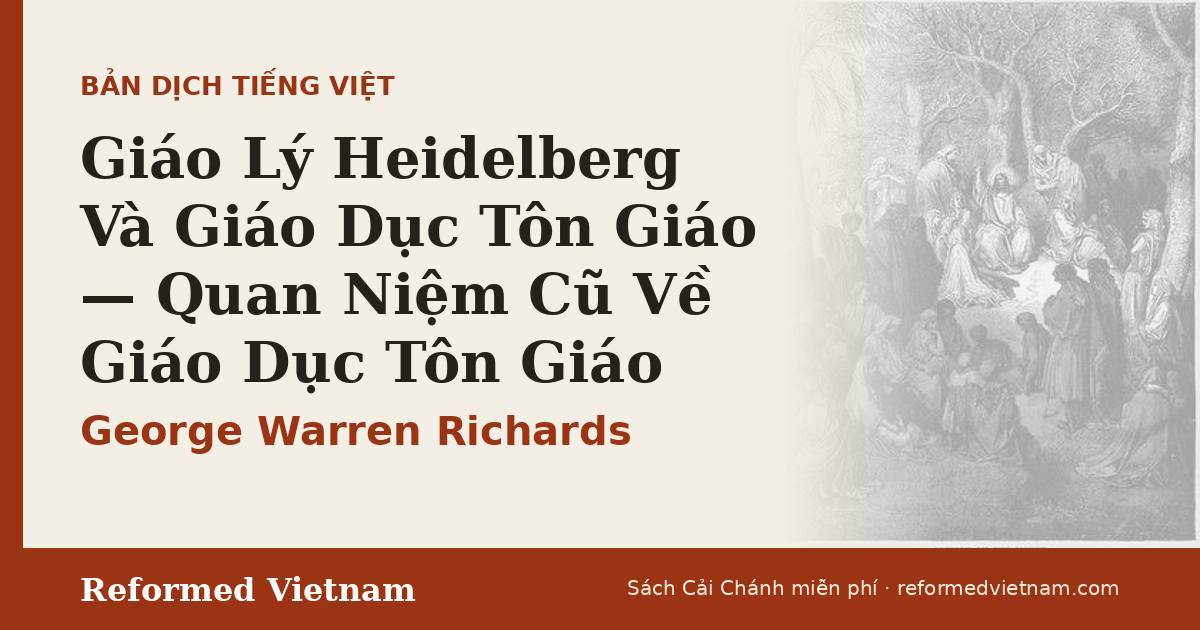 BẢN DỊCH TIẾNG VIỆT
Giáo Lý Heidelberg
Và Giáo Dục Tôn Giáo
— Quan Niệm Cũ Về
Giáo Dục Tôn Giáo
George Warren Richards
Reformed Vietnam
Sách Cải Chánh miễn phí · reformedvietnam.com